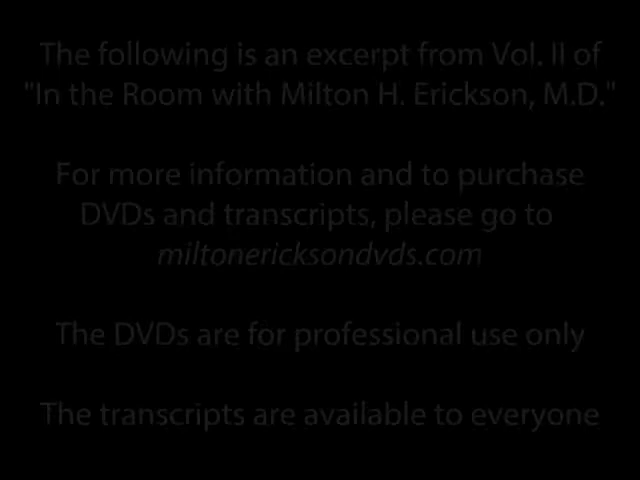 The following is an excerpt from Vol. II of
"In the Room with Milton H. Erickson, M.D."
For more information and to purchase
DVDs and transcripts, please go to
miltonericksondvds.com
The DVDs are for professional use only
The transcripts are available to everyone